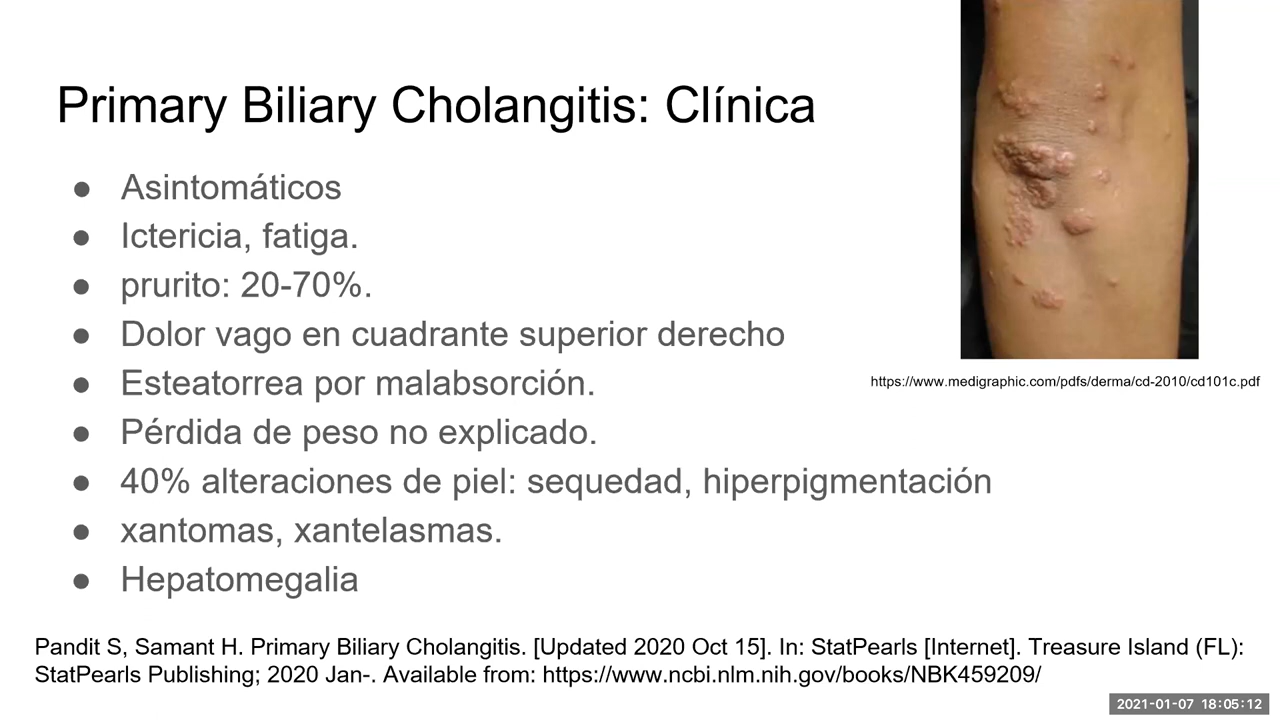 Primary Biliary Cholangitis: Clínica
● Asintomáticos
● Ictericia, fatiga.
● prurito: 20-70%.
● Dolor vago en cuadrante superior derecho
● Esteatorrea por malabsorción.
● Pérdida de peso no explicado.
● 40% alteraciones de piel: sequedad, hiperpigmentación
● xantomas, xantelasmas.
● Hepatomegalia
https://www.medigraphic.com/pdfs/derma/cd-2010/cd101c.pdf
Pandit S, Samant H. Primary Biliary Cholangitis. [Updated 2020 Oct 15]. In: StatPearls [Internet]. Treasure Island (FL):
StatPearls Publishing; 2020 Jan-. Available from: https://www.ncbi.nlm.nih.gov/books/NBK459209/
2021-01-07 18:05:12